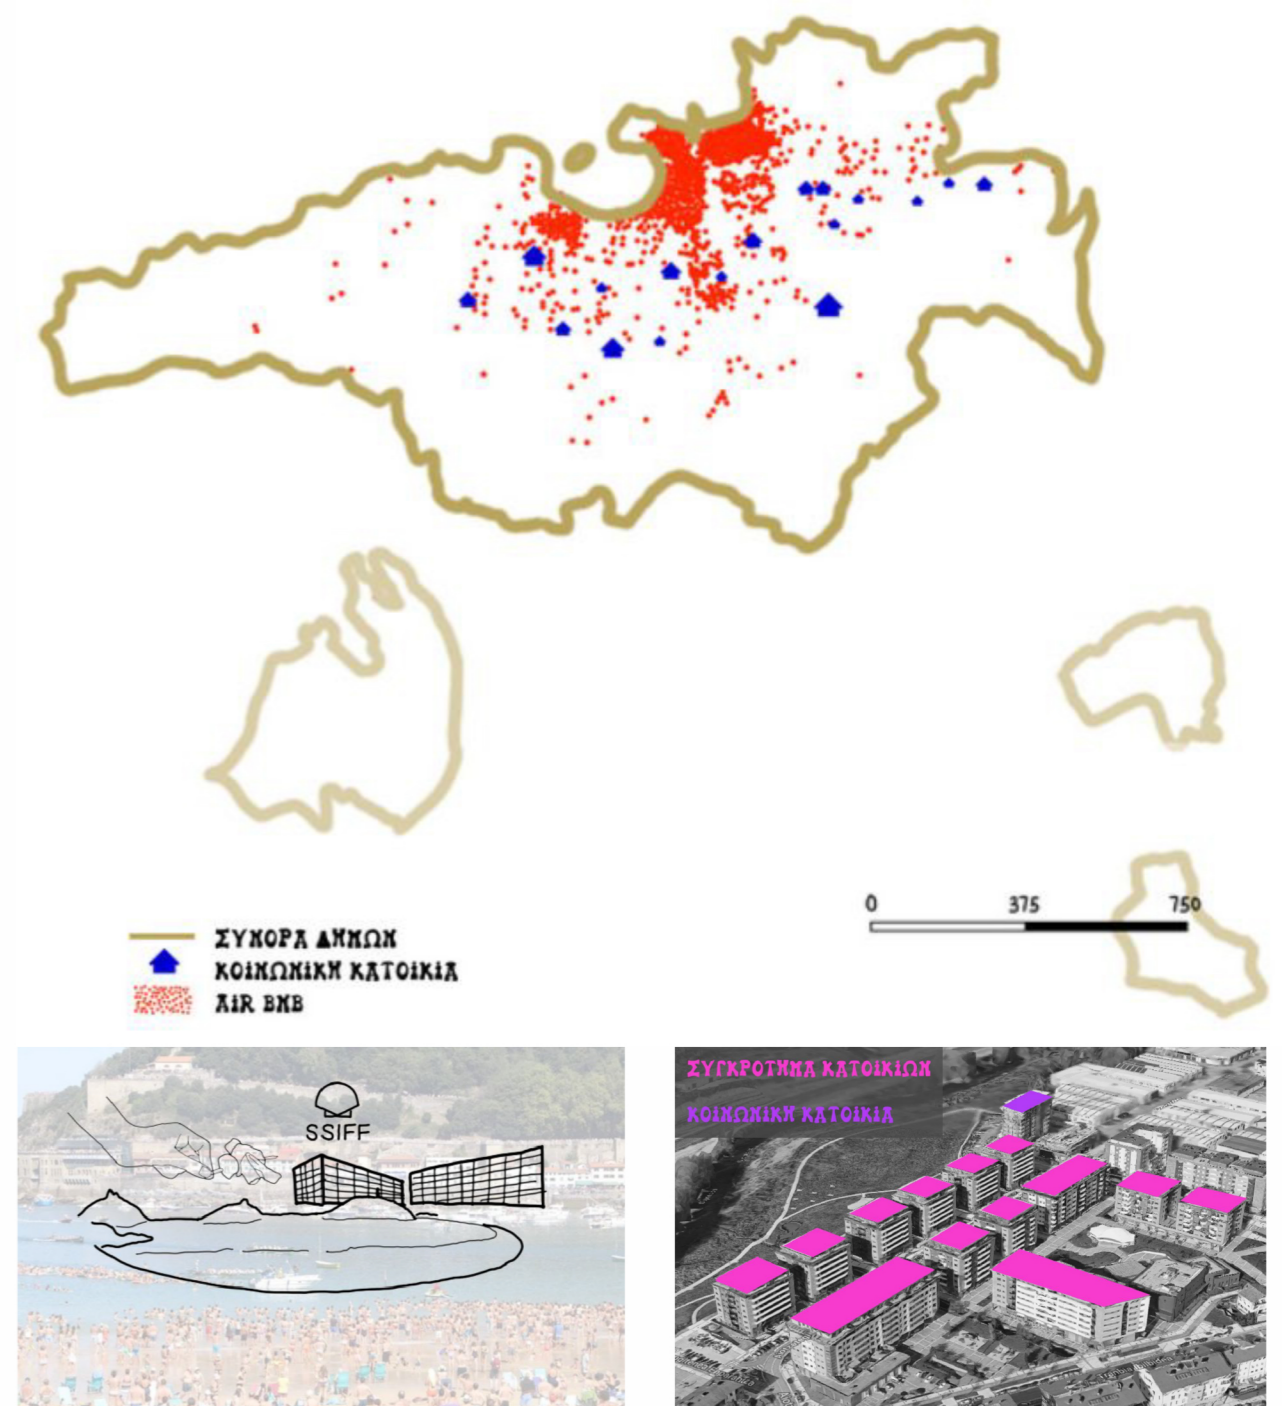 0 375 750
ΣΥΝΟΡΑ ΔΗΜΩΝ
ΚΟΙΝΩΝΙΚΗ ΚΑΤΟΙΚΙΑ
AIR BNB
SSIFF
ΣΥΓΚΡΟΤΗΜΑ ΚΑΤΟΙΚΙΩΝ
ΚΟΙΝΩΝΙΚΗ ΚΑΤΟΙΚΙΑ